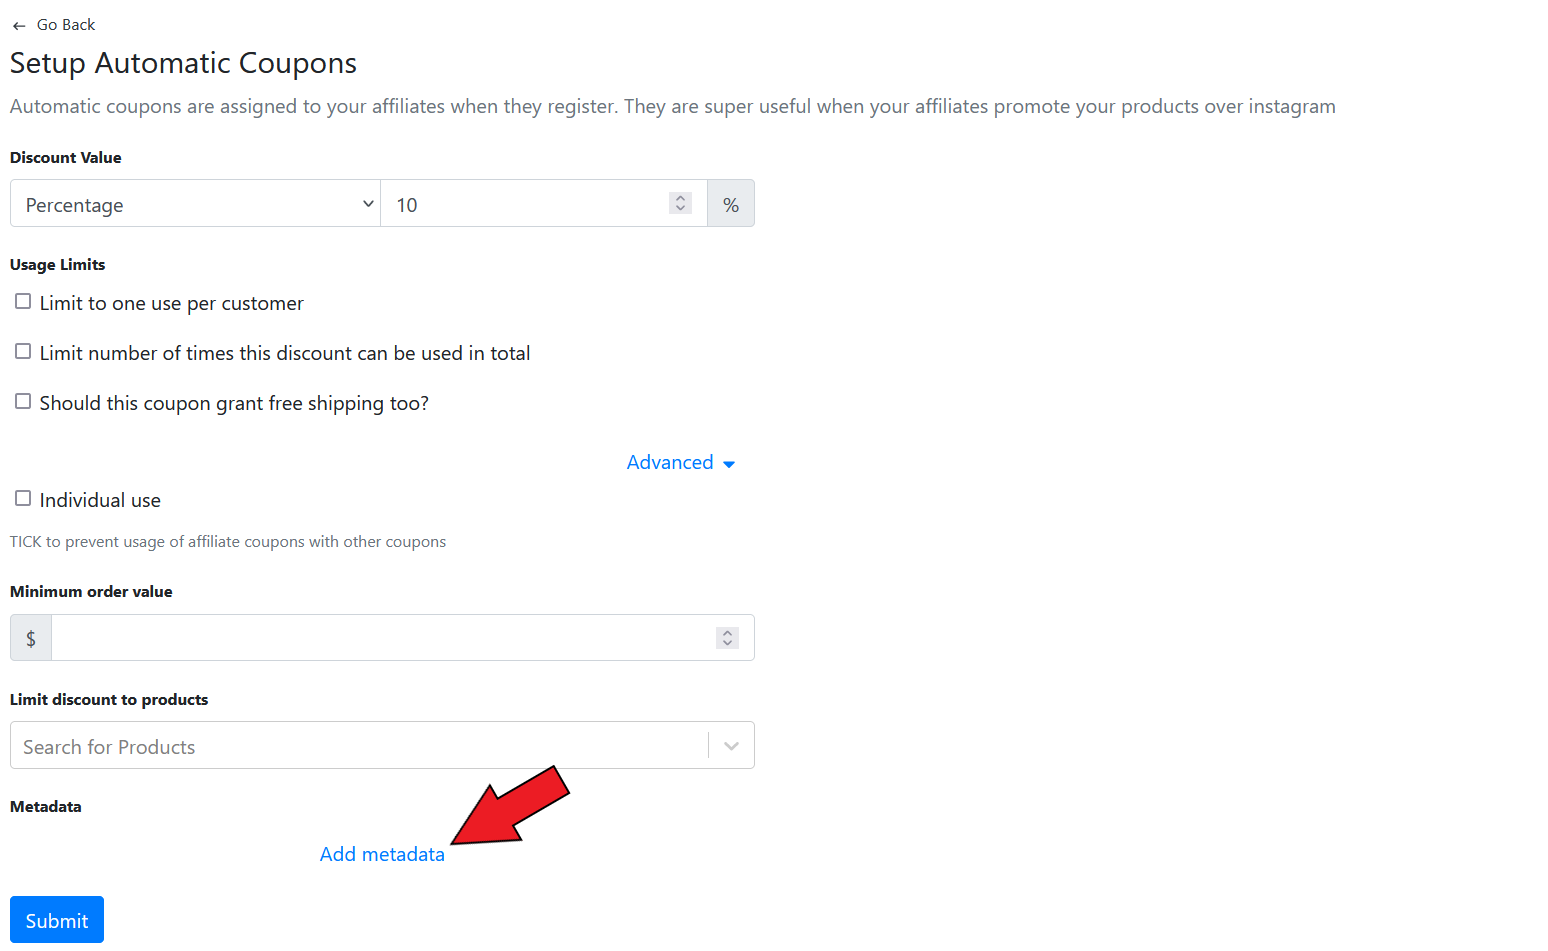 ← Go Back
Setup Automatic Coupons
Automatic coupons are assigned to your affiliates when they register. They are super useful when your affiliates promote your products over instagram
Discount Value
Percentage 10 %
Usage Limits
Limit to one use per customer
Limit number of times this discount can be used in total
Should this coupon grant free shipping too?
Advanced
Individual use
TICK to prevent usage of affiliate coupons with other coupons
Minimum order value
$
Limit discount to products
Search for Products
Metadata
Add metadata
Submit